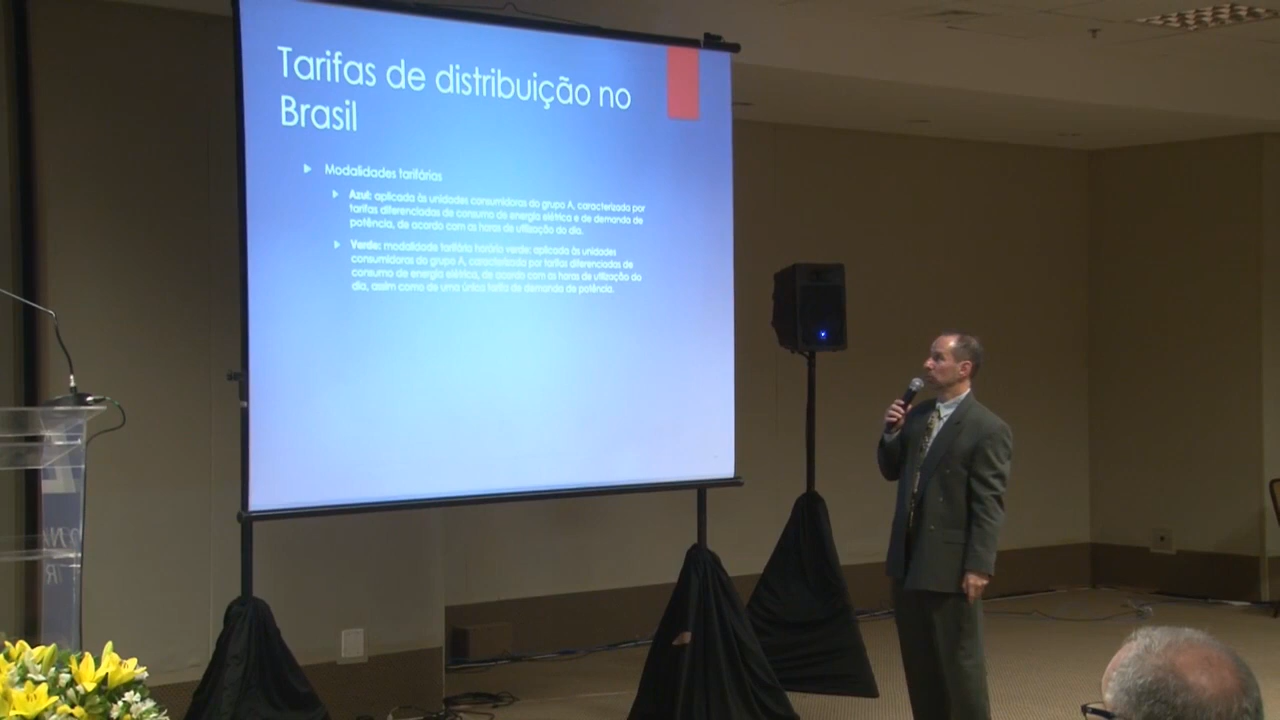 Tarifas de distribuição no
Brasil
Modalidades tarifárias
Azul: aplicada às unidades consumidoras do grupo A, caracterizada por
tarifas diferenciadas de consumo de energia elétrica e de demanda de
potência, de acordo com as horas de utilização do dia.
Verde: modalidade tarifária horária verde: aplicada às unidades
consumidoras do grupo A, caracterizada por tarifas diferenciadas de
consumo de energia elétrica, de acordo com as horas de utilização do
dia, assim como de uma única tarifa de demanda de potência.